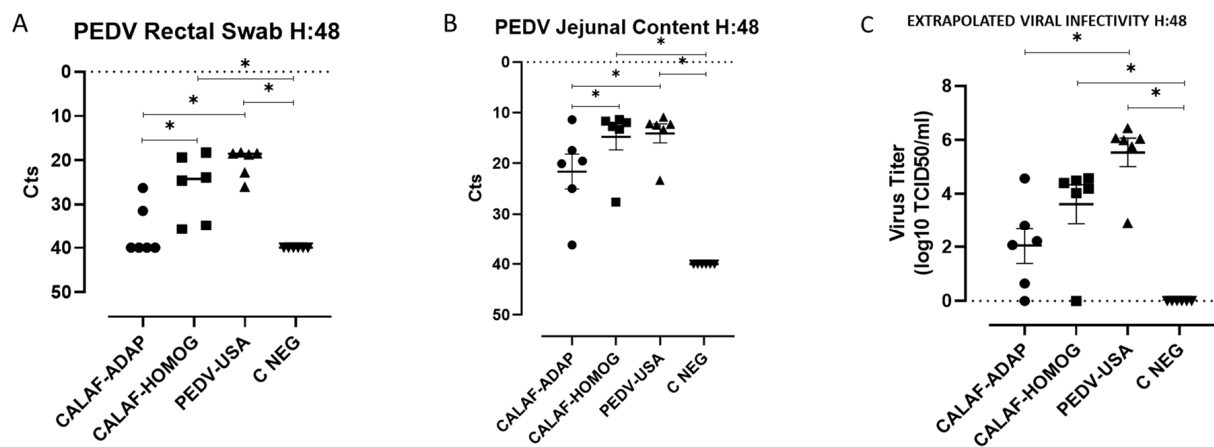 A
PEDV Rectal Swab H:48
*
*
*
*
0
10
20
30
40
50
Cts
CALAF-ADAP
CALAF-HOMOG
PEDV-USA
C NEG
B
PEDV Jejunal Content H:48
*
*
*
*
0
10
20
30
40
50
Cts
CALAF-ADAP
CALAF-HOMOG
PEDV-USA
C NEG
C
EXTRAPOLATED VIRAL INFECTIVITY H:48
*
*
*
8
6
4
2
0
Virus Titer
(log10 TCID50/ml)
CALAF-ADAP
CALAF-HOMOG
PEDV-USA
C NEG